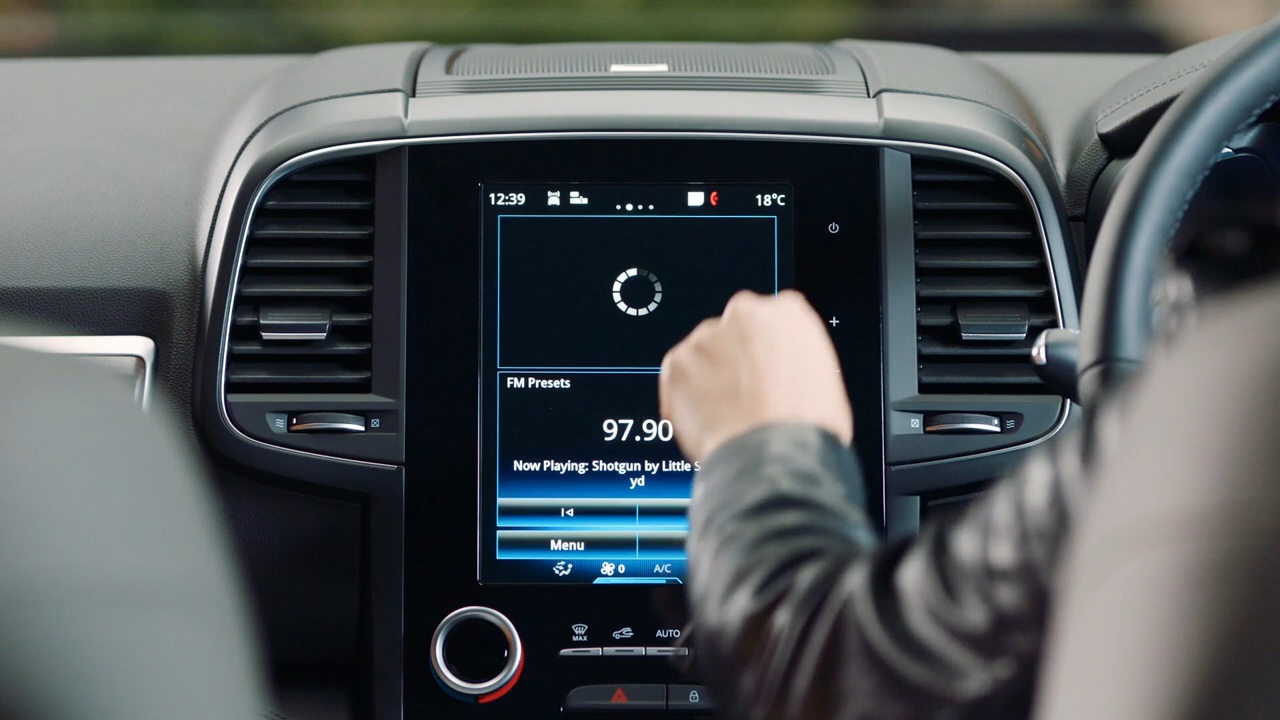 12:39
18°C
FM Presets
97.90
Now Playing: Shotgun by Little
yd
Menu
0 A/C
MAX
AUTO